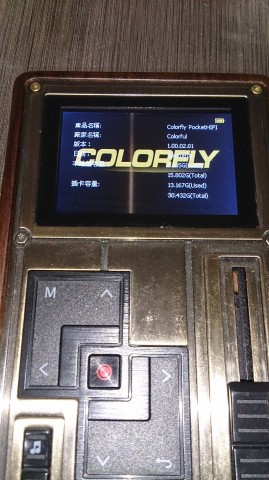 產品名稱: Colorfly PocketHIFI
廠家名稱: Colorful
版本: 1.00.02.01
COLORFLY
15.802G(Total)
插卡容量: 13.167G(Used)
30.432G(Total)
M